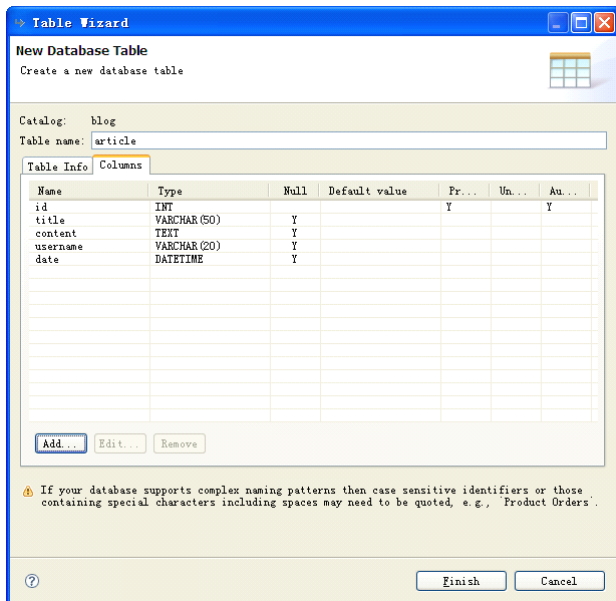 Table Wizard
New Database Table
Create a new database table
Catalog: blog
Table name: article
Table Info Columns
Name Type Null Default value Pr... Un... Au...
id INT Y Y
title VARCHAR(50) Y
content TEXT Y
username VARCHAR(20) Y
date DATETIME Y
Add... Edit... Remove
If your database supports complex naming patterns then case sensitive identifiers or those
containing special characters including spaces may need to be quoted, e.g., `Product Orders`.
? Finish Cancel